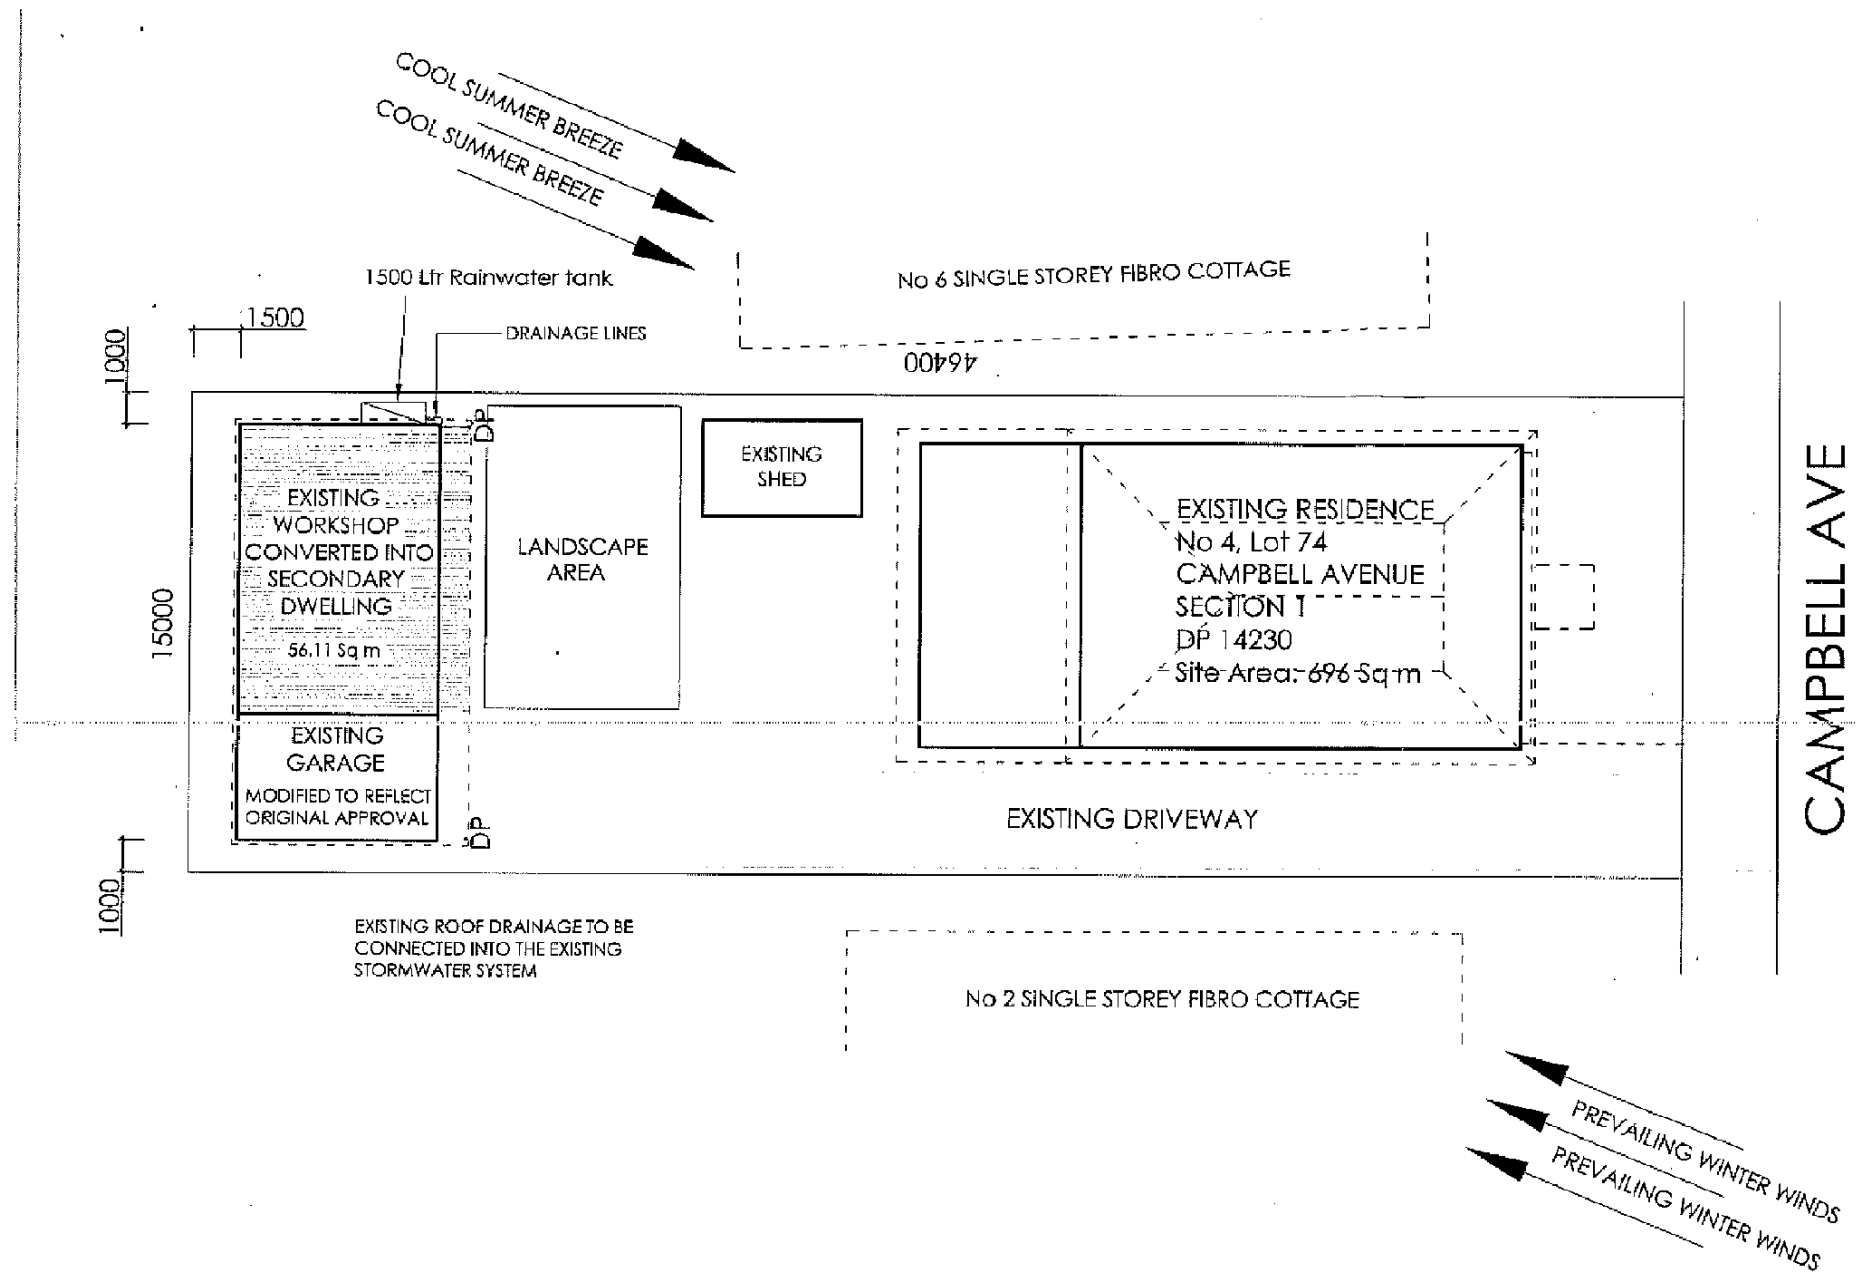 COOL SUMMER BREEZE
COOL SUMMER BREEZE
No 6 SINGLE STOREY FIBRO COTTAGE
1500 Ltr Rainwater tank
1500
DRAINAGE LINES
1000
46400
DP
EXISTING
SHED
EXISTING
WORKSHOP
CONVERTED INTO
SECONDARY
DWELLING
56.11 Sq m
LANDSCAPE
AREA
EXISTING RESIDENCE
No 4, Lot 74
CAMPBELL AVENUE
SECTION 1
DP 14230
Site Area: 696 Sq m
CAMPBELL AVE
15000
EXISTING
GARAGE
MODIFIED TO REFLECT
ORIGINAL APPROVAL
DP
EXISTING DRIVEWAY
1000
EXISTING ROOF DRAINAGE TO BE
CONNECTED INTO THE EXISTING
STORMWATER SYSTEM
No 2 SINGLE STOREY FIBRO COTTAGE
PREVAILING WINTER WINDS
PREVAILING WINTER WINDS